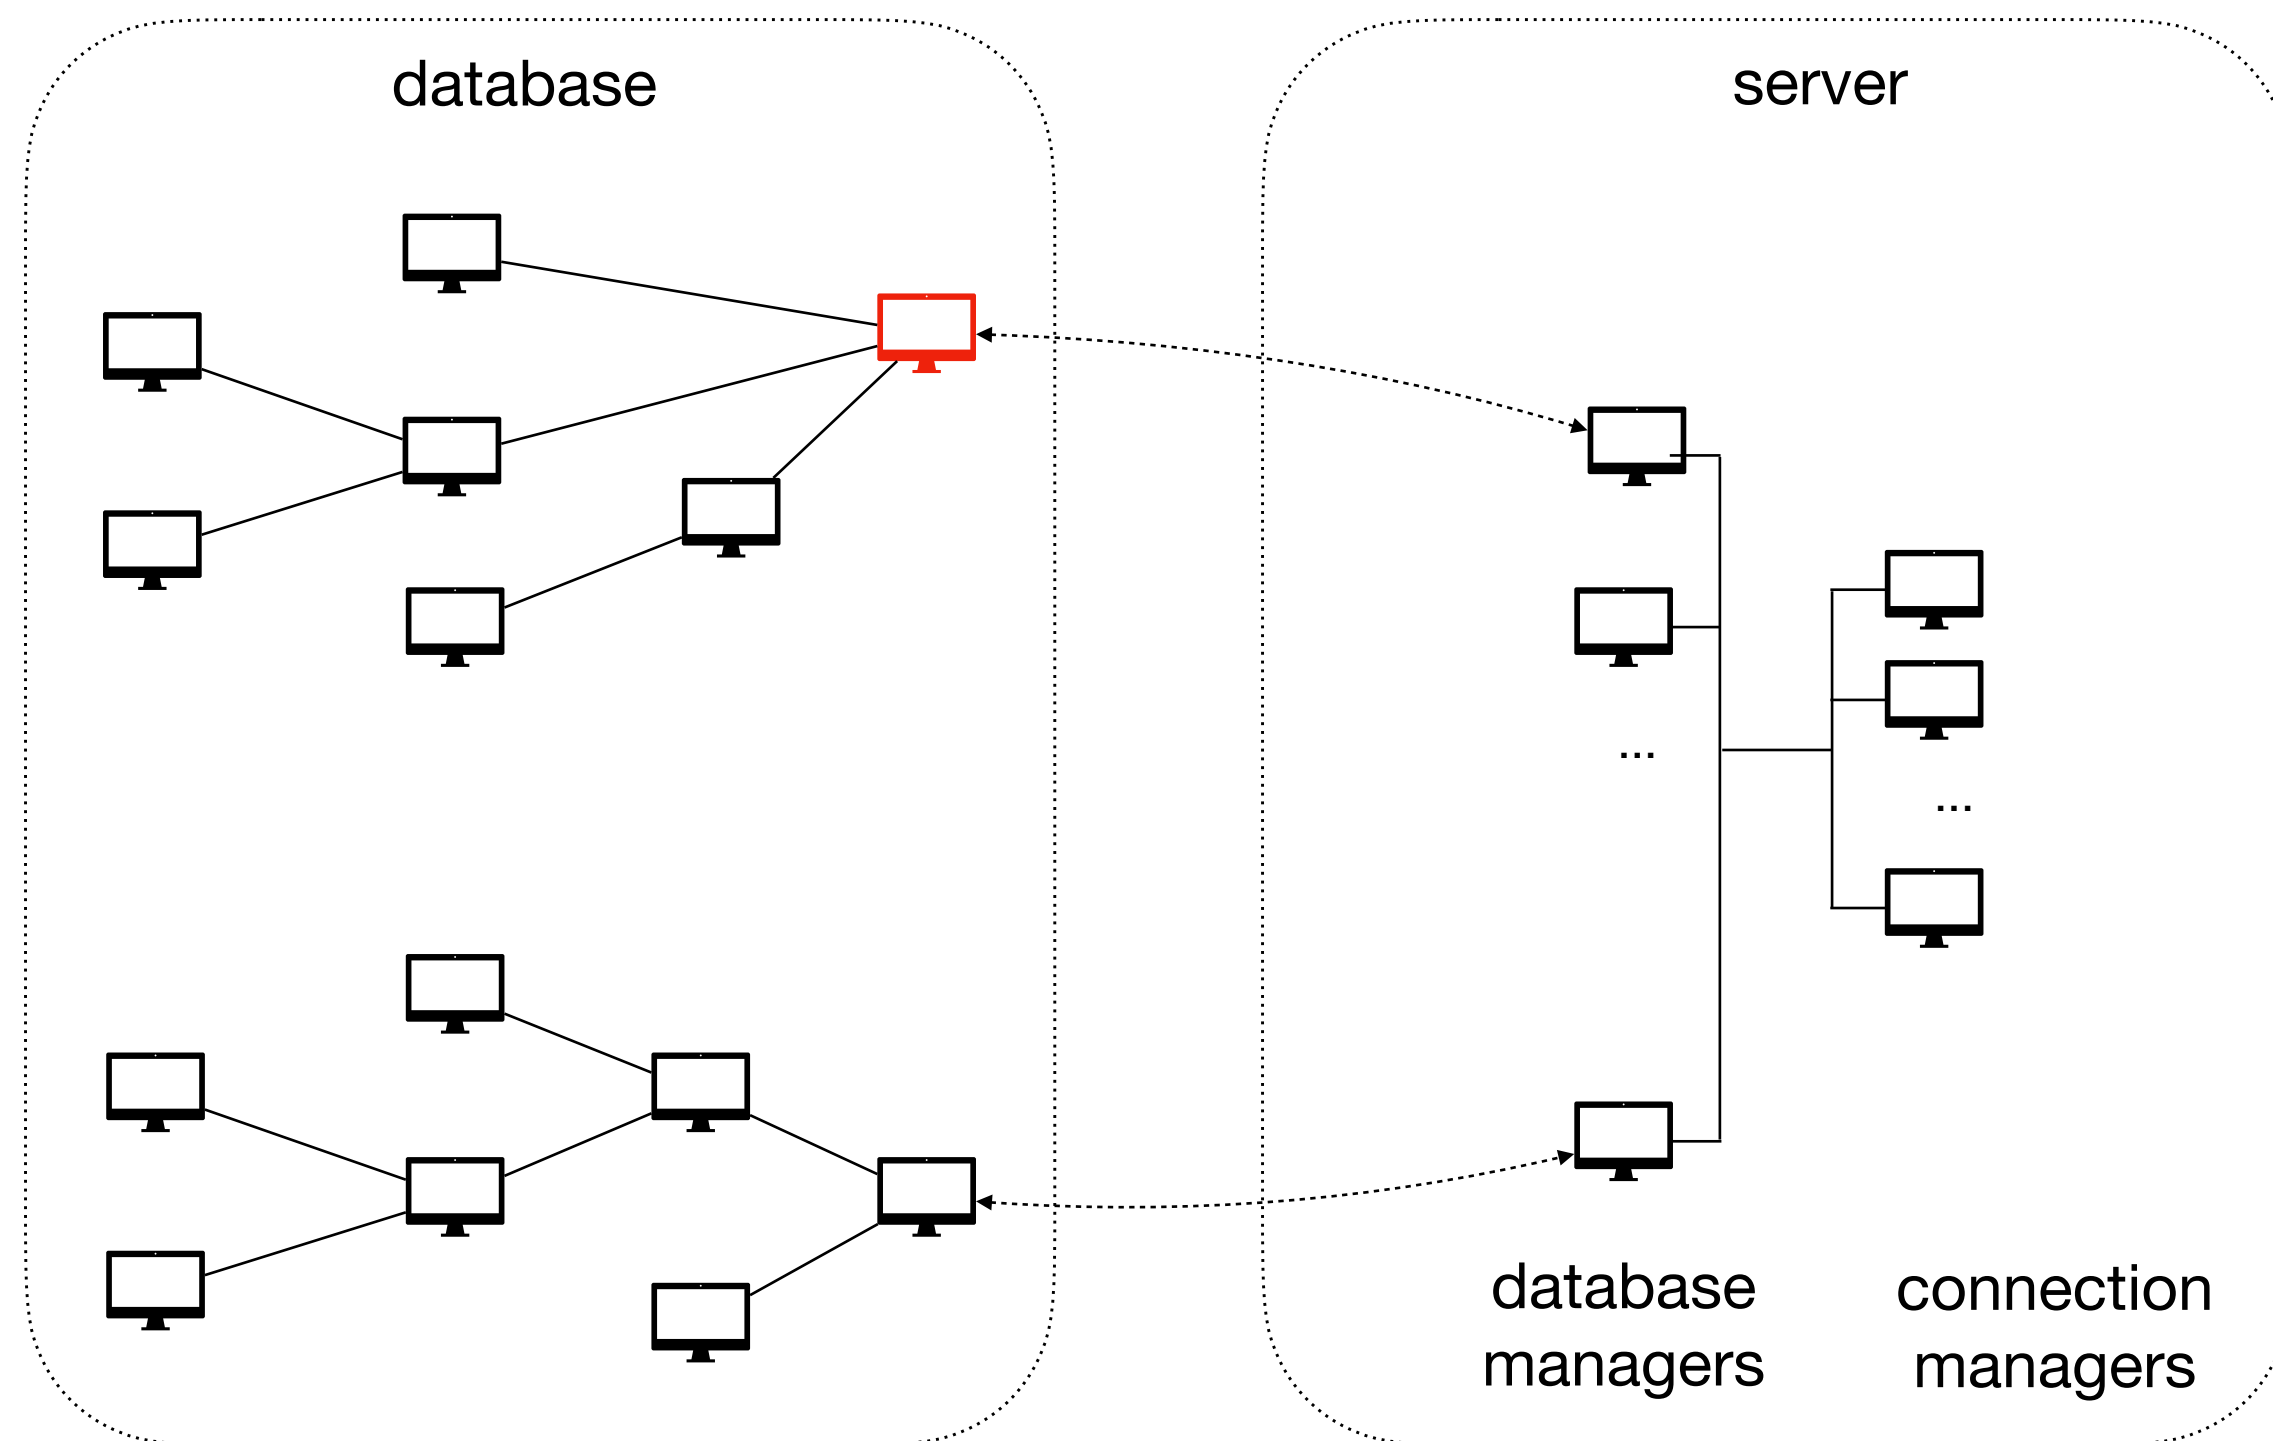 database
server
...
...
database
managers
connection
managers